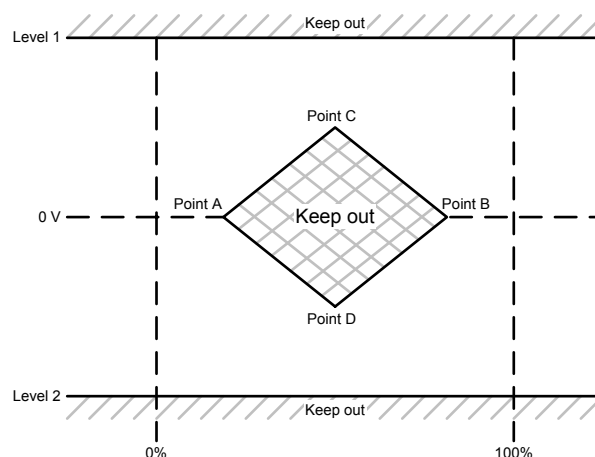 Keep out
Level 1
Point C
Point A
Point B
0 V
Keep out
Point D
Level 2
Keep out
0%
100%